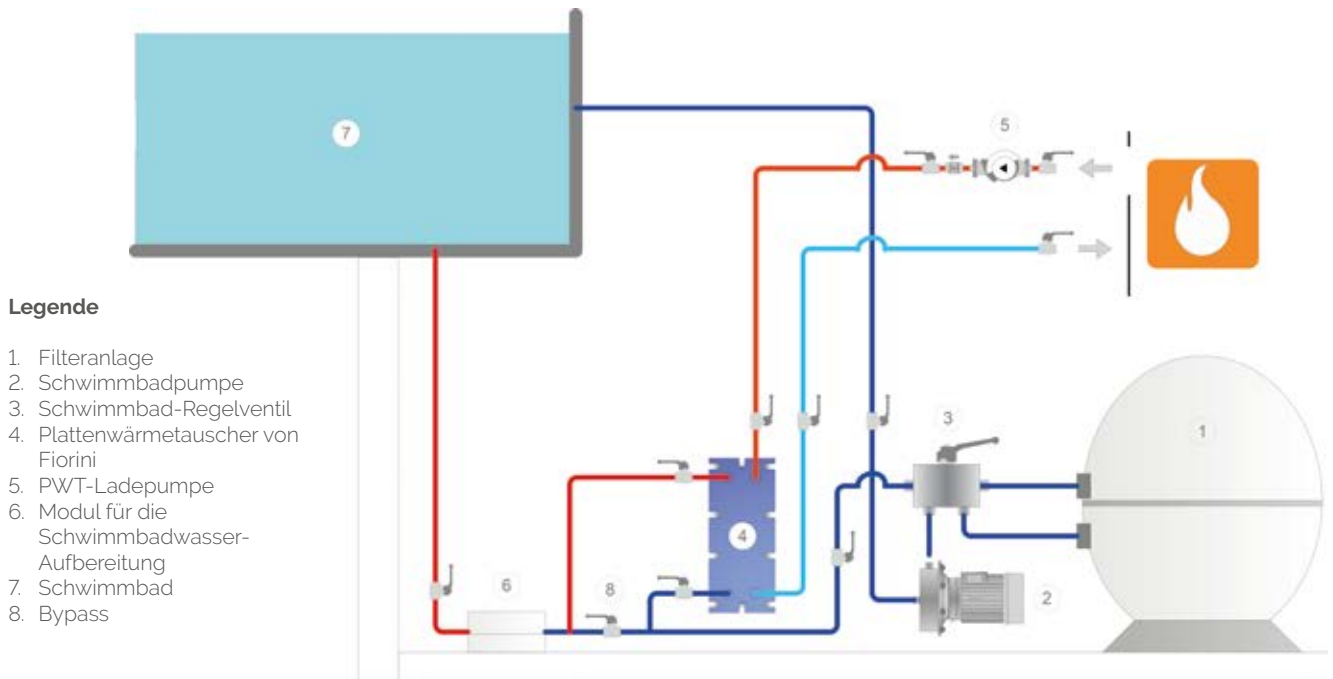 7
5
Legende
1. Filteranlage
2. Schwimmbadpumpe
3. Schwimmbad-Regelventil
4. Plattenwärmetauscher von
Fiorini
5. PWT-Ladepumpe
6. Modul für die
Schwimmbadwasser-
Aufbereitung
7. Schwimmbad
8. Bypass
3
1
4
6
8
2